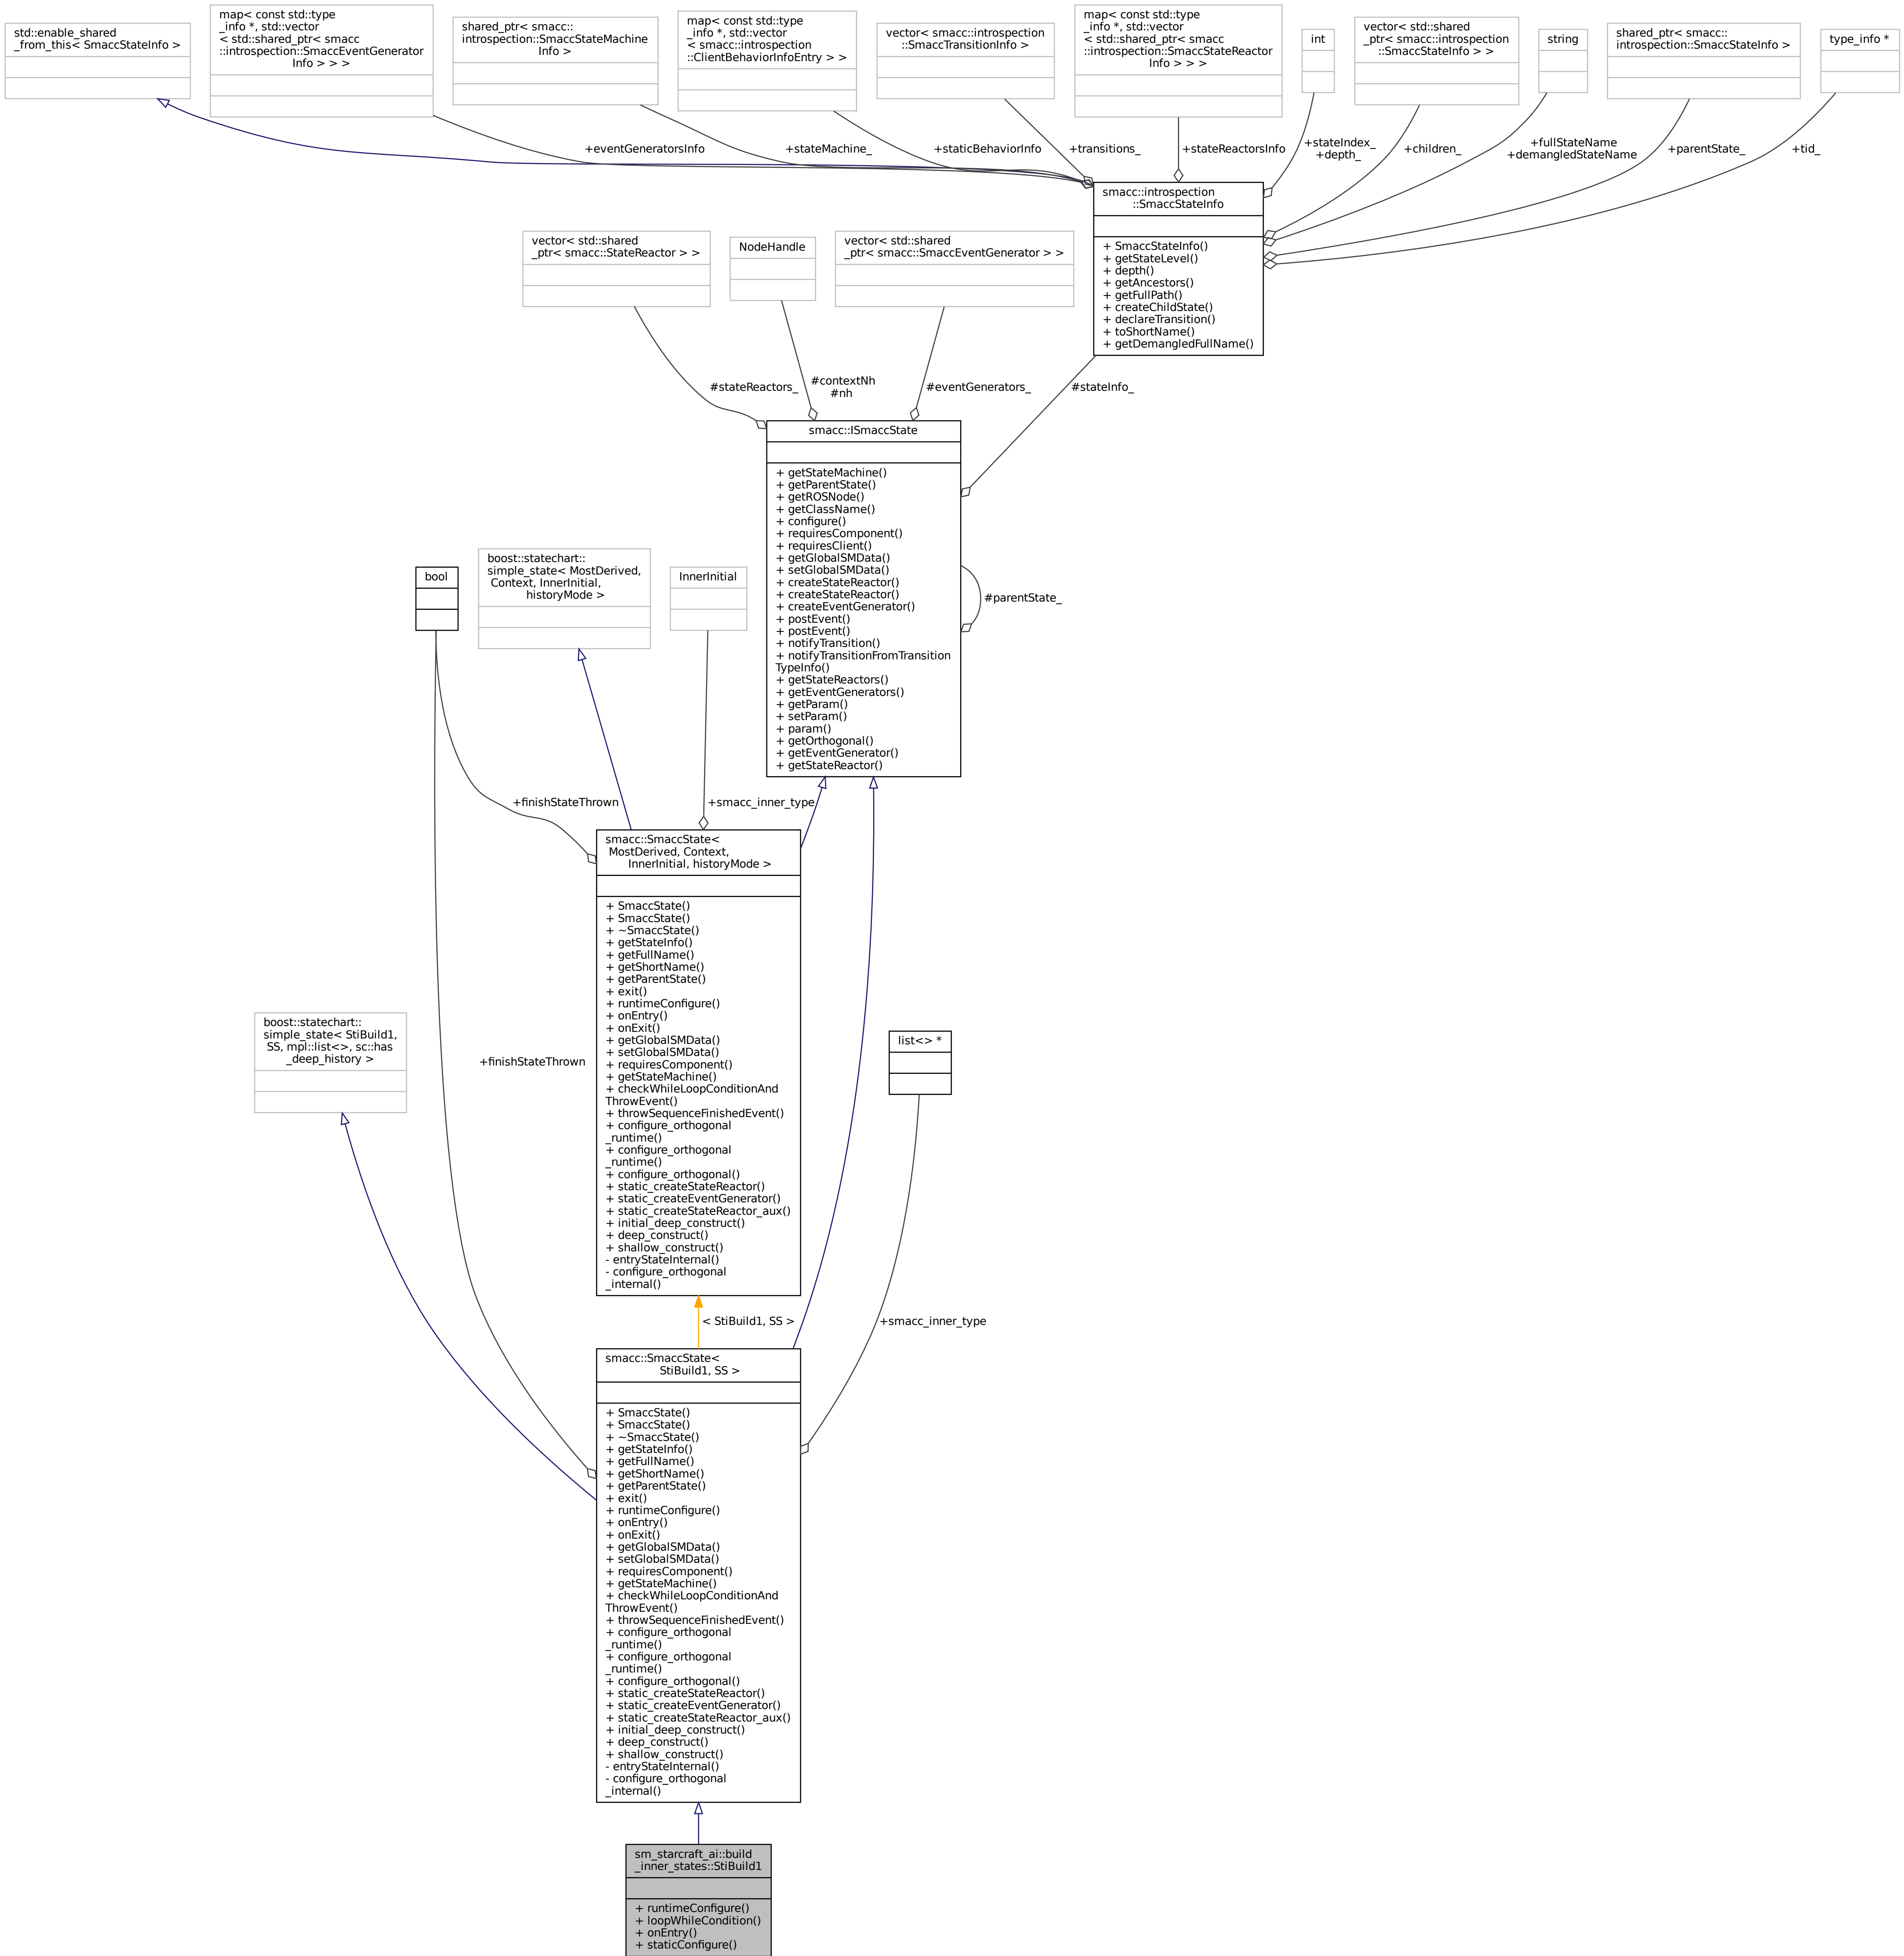 std::enable_shared
_from_this< SmaccStateInfo >
map< const std::type
_info *, std::vector
< std::shared_ptr< smacc
::introspection::SmaccEventGenerator
Info > > >
shared_ptr< smacc::
introspection::SmaccStateMachine
Info >
map< const std::type
_info *, std::vector
< smacc::introspection
::ClientBehaviorInfoEntry > >
vector< smacc::introspection
::SmaccTransitionInfo >
map< const std::type
_info *, std::vector
< std::shared_ptr< smacc
::introspection::SmaccStateReactor
Info > > >
int
vector< std::shared
_ptr< smacc::introspection
::SmaccStateInfo > >
string
shared_ptr< smacc::
introspection::SmaccStateInfo >
type_info *
+eventGeneratorsInfo
+stateMachine_
+staticBehaviorInfo
+transitions_
+stateReactorsInfo
+stateIndex_
+depth_
+children_
+fullStateName
+demangledStateName
+parentState_
+tid_
smacc::introspection
::SmaccStateInfo
+ SmaccStateInfo()
+ getStateLevel()
+ depth()
+ getAncestors()
+ getFullPath()
+ createChildState()
+ declareTransition()
+ toShortName()
+ getDemangledFullName()
vector< std::shared
_ptr< smacc::StateReactor > >
NodeHandle
vector< std::shared
_ptr< smacc::SmaccEventGenerator > >
#stateReactors_
#contextNh
#nh
#eventGenerators_
#stateInfo_
smacc::ISmaccState
+ getStateMachine()
+ getParentState()
+ getROSNode()
+ getClassName()
+ configure()
+ requiresComponent()
+ requiresClient()
+ getGlobalSMData()
+ setGlobalSMData()
+ createStateReactor()
+ createStateReactor()
+ createEventGenerator()
+ postEvent()
+ postEvent()
+ notifyTransition()
+ notifyTransitionFromTransition
TypeInfo()
+ getStateReactors()
+ getEventGenerators()
+ getParam()
+ setParam()
+ param()
+ getOrthogonal()
+ getEventGenerator()
+ getStateReactor()
#parentState_
bool
boost::statechart::
simple_state< MostDerived,
Context, InnerInitial,
historyMode >
InnerInitial
+finishStateThrown
+smacc_inner_type
smacc::SmaccState<
MostDerived, Context,
InnerInitial, historyMode >
+ SmaccState()
+ SmaccState()
+ ~SmaccState()
+ getStateInfo()
+ getFullName()
+ getShortName()
+ getParentState()
+ exit()
+ runtimeConfigure()
+ onEntry()
+ onExit()
+ getGlobalSMData()
+ setGlobalSMData()
+ requiresComponent()
+ getStateMachine()
+ checkWhileLoopConditionAnd
ThrowEvent()
+ throwSequenceFinishedEvent()
+ configure_orthogonal
_runtime()
+ configure_orthogonal
_runtime()
+ configure_orthogonal()
+ static_createStateReactor()
+ static_createEventGenerator()
+ static_createStateReactor_aux()
+ initial_deep_construct()
+ deep_construct()
+ shallow_construct()
- entryStateInternal()
- configure_orthogonal
_internal()
boost::statechart::
simple_state< StiBuild1,
SS, mpl::list<>, sc::has
_deep_history >
+finishStateThrown
list<> *
< StiBuild1, SS >
+smacc_inner_type
smacc::SmaccState<
StiBuild1, SS >
+ SmaccState()
+ SmaccState()
+ ~SmaccState()
+ getStateInfo()
+ getFullName()
+ getShortName()
+ getParentState()
+ exit()
+ runtimeConfigure()
+ onEntry()
+ onExit()
+ getGlobalSMData()
+ setGlobalSMData()
+ requiresComponent()
+ getStateMachine()
+ checkWhileLoopConditionAnd
ThrowEvent()
+ throwSequenceFinishedEvent()
+ configure_orthogonal
_runtime()
+ configure_orthogonal
_runtime()
+ configure_orthogonal()
+ static_createStateReactor()
+ static_createEventGenerator()
+ static_createStateReactor_aux()
+ initial_deep_construct()
+ deep_construct()
+ shallow_construct()
- entryStateInternal()
- configure_orthogonal
_internal()
sm_starcraft_ai::build
_inner_states::StiBuild1
+ runtimeConfigure()
+ loopWhileCondition()
+ onEntry()
+ staticConfigure()